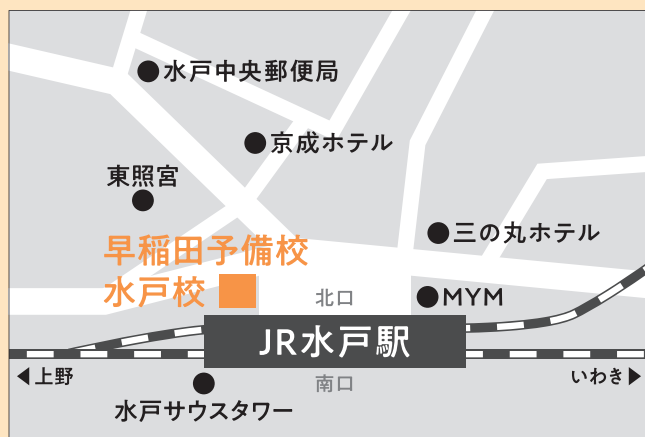 水戸中央郵便局
京成ホテル
東照宮
三の丸ホテル
早稲田予備校
水戸校
北口
MYM
JR水戸駅
上野
南口
いわき
水戸サウスタワー